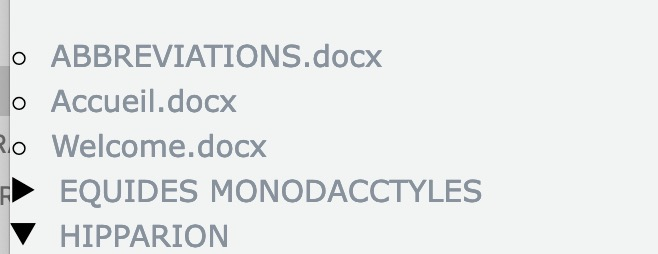 ABBREVIATIONS.docx
Accueil.docx
Welcome.docx
EQUIDES MONODACCTYLES
HIPPARION